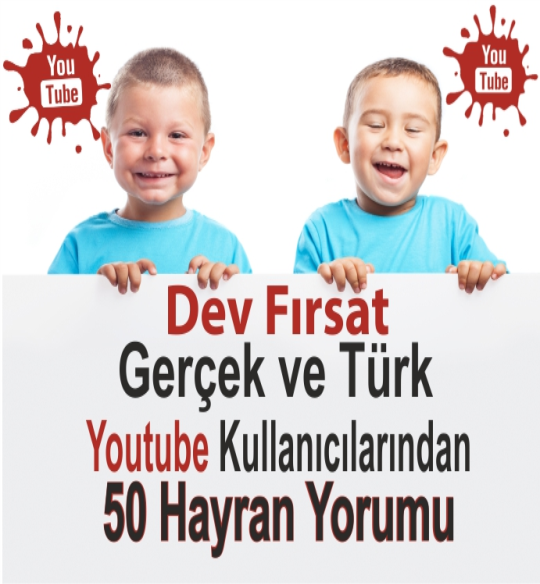 You
Tube
You
Tube
Dev Fırsat
Gerçek ve Türk
Youtube Kullanıcılarından
50 Hayran Yorumu